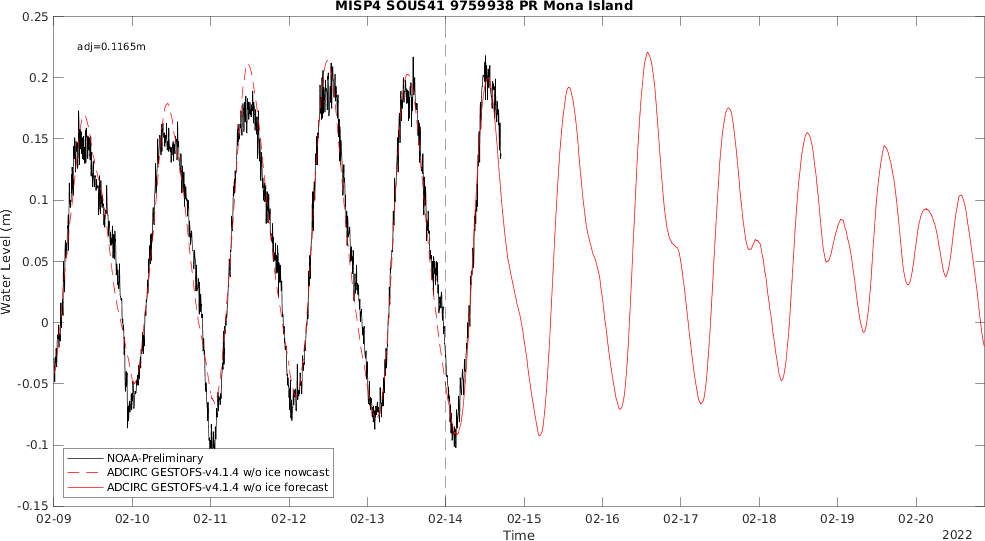 MISP4 SOUS41 9759938 PR Mona Island
adj=0.1165m
0.25
0.2
0.15
0.1
0.05
0
-0.05
-0.1
-0.15
Water Level (m)
NOAA-Preliminary
ADCIRC GESTOFS-v4.1.4 w/o ice nowcast
ADCIRC GESTOFS-v4.1.4 w/o ice forecast
02-09 02-10 02-11 02-12 02-13 02-14 02-15 02-16 02-17 02-18 02-19 02-20
Time
2022